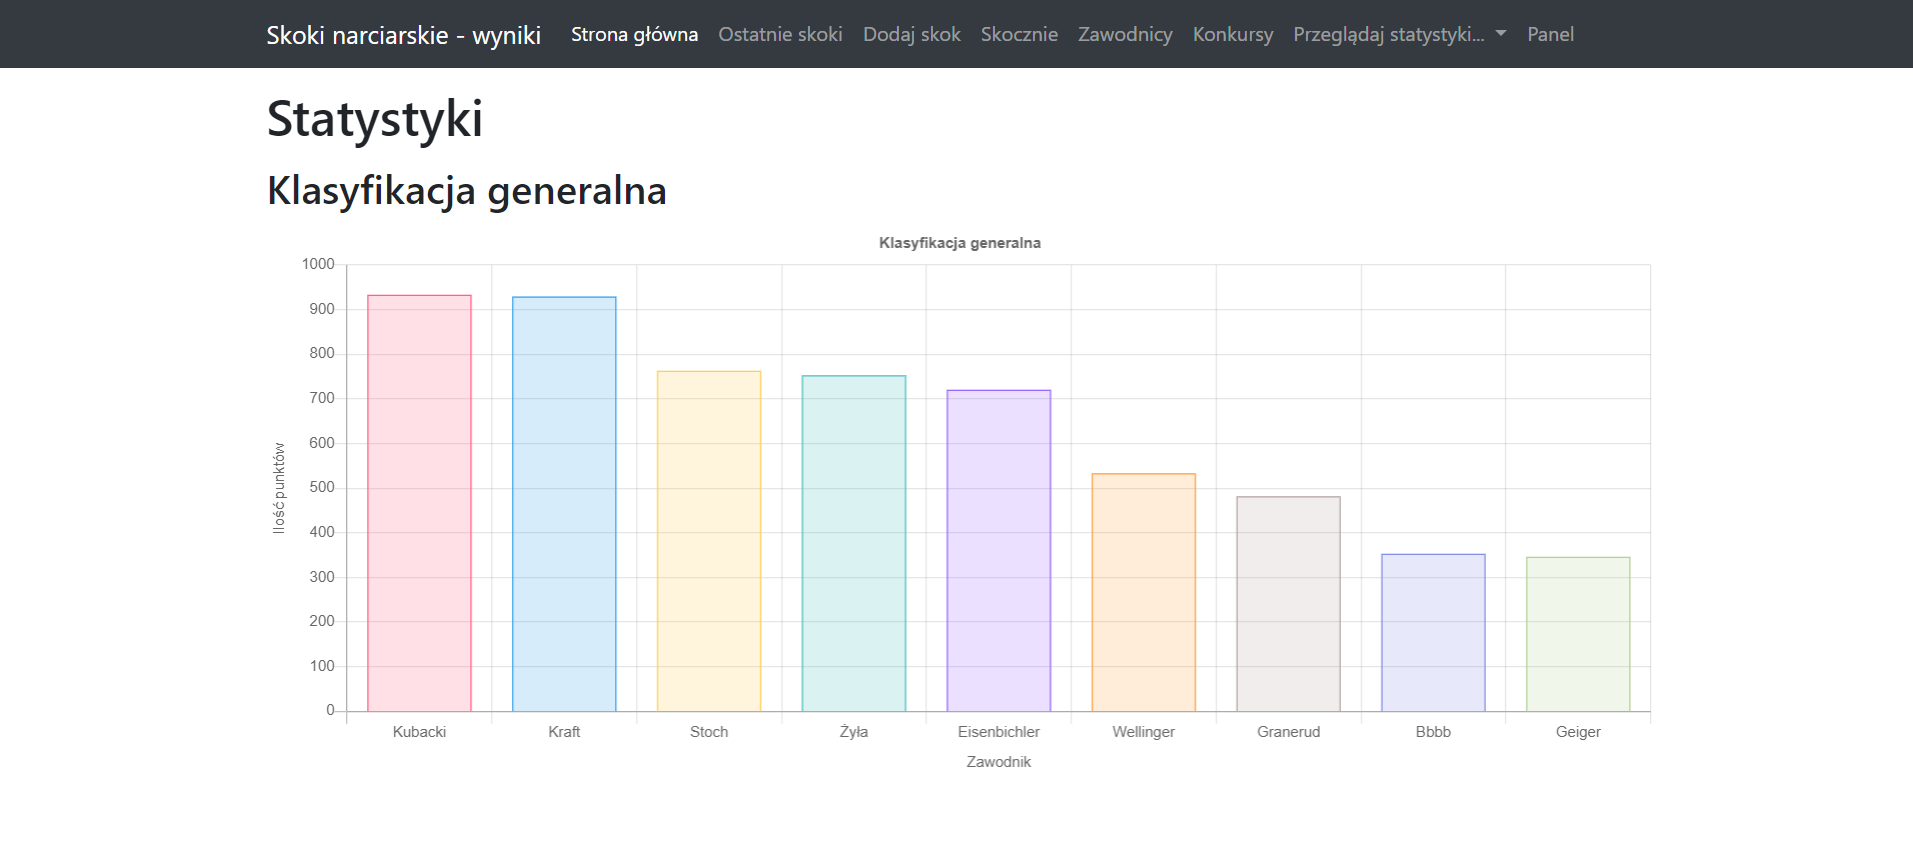 Skoki narciarskie - wyniki Strona główna Ostatnie skoki Dodaj skok Skocznie Zawodnicy Konkursy Przeglądaj statystyki... Panel
Statystyki
Klasyfikacja generalna
Klasyfikacja generalna
1000
900
800
700
600
500
400
300
200
100
0
Ilość punktów
Kubacki Kraft Stoch Żyła Eisenbichler Wellinger Granerud Bbbb Geiger
Zawodnik